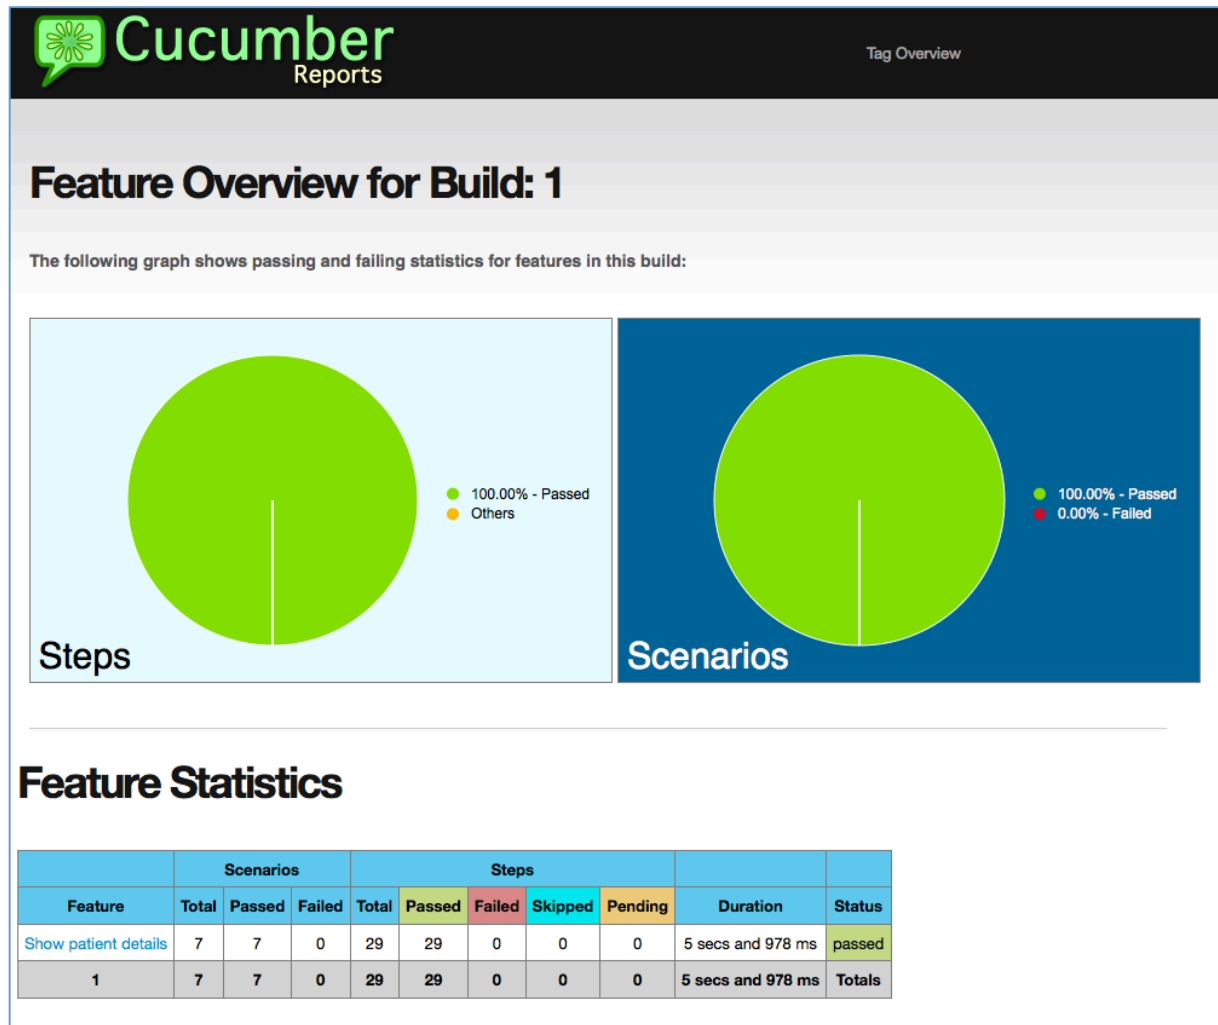 Cucumber
Reports
Tag Overview
Feature Overview for Build: 1
The following graph shows passing and failing statistics for features in this build:
100.00% - Passed
Others
Steps
100.00% - Passed
0.00% - Failed
Scenarios
Feature Statistics
Scenarios Steps
Feature Total Passed Failed Total Passed Failed Skipped Pending Duration Status
Show patient details 7 7 0 29 29 0 0 0 5 secs and 978 ms passed
1 7 7 0 29 29 0 0 0 5 secs and 978 ms Totals